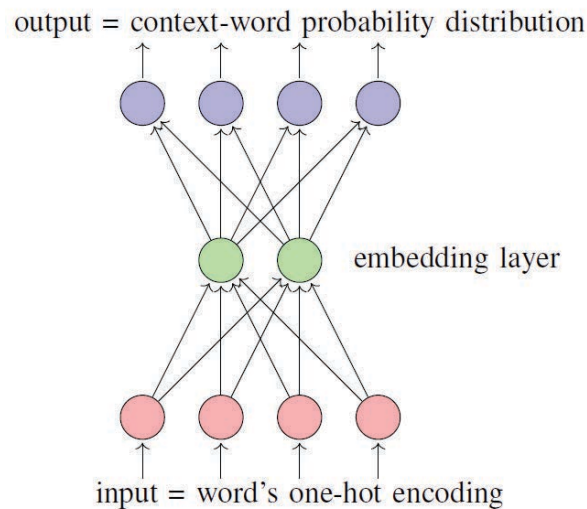 output = context-word probability distribution
embedding layer
input = word's one-hot encoding